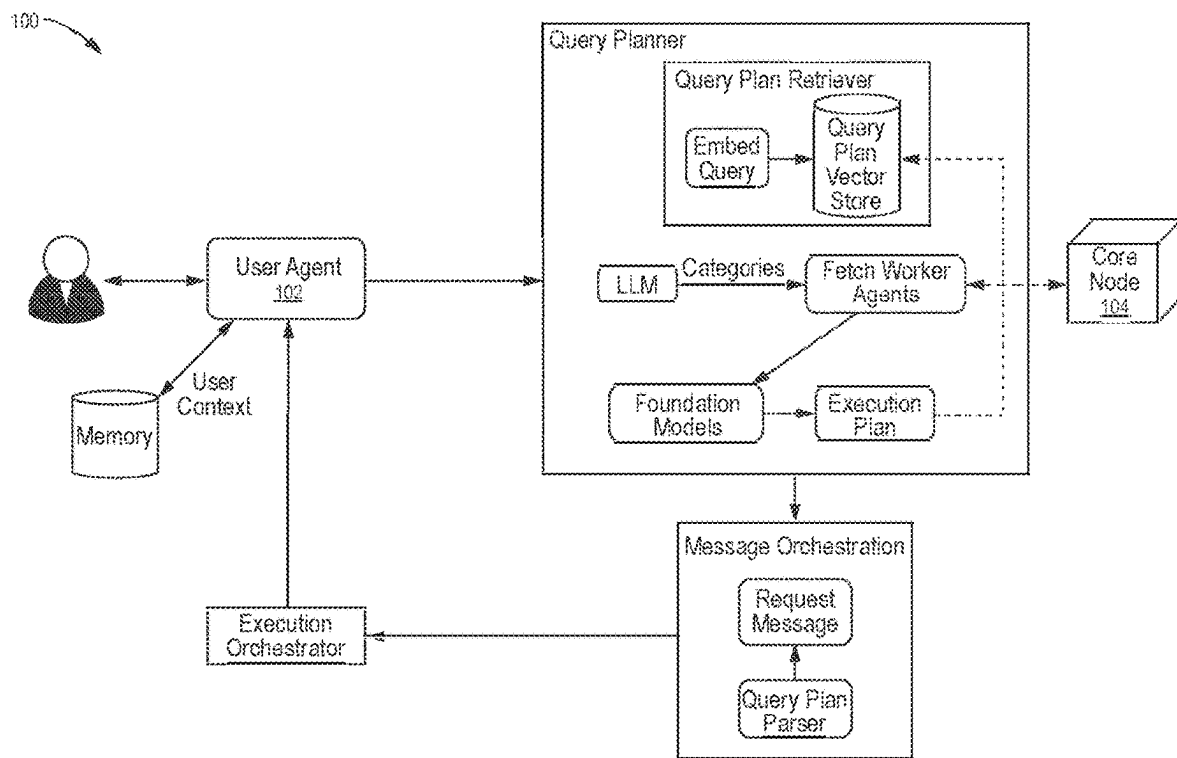 100
Query Planner
Query Plan Retriever
Embed
Query
Query
Plan
Vector
Store
User Agent
102
LLM
Categories
Fetch Worker
Agents
Core
Node
104
User
Context
Memory
Foundation
Models
Execution
Plan
Message Orchestration
Request
Message
Execution
Orchestrator
Query Plan
Parser